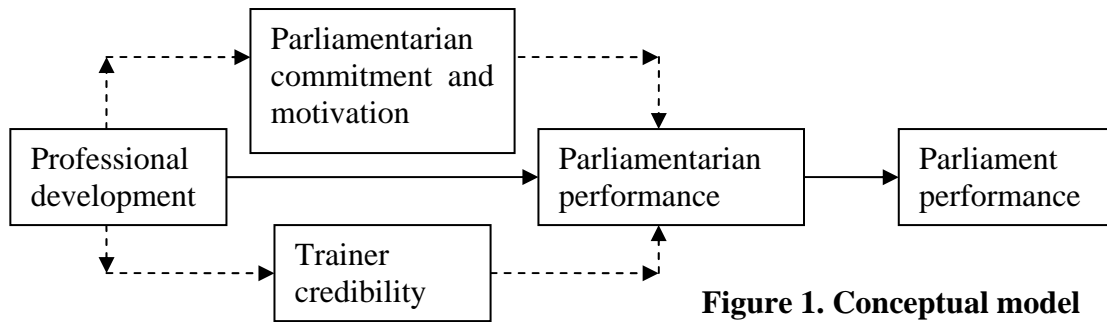 Parliamentarian
commitment and
motivation
Professional
development
Parliamentarian
performance
Parliament
performance
Trainer
credibility
Figure 1. Conceptual model